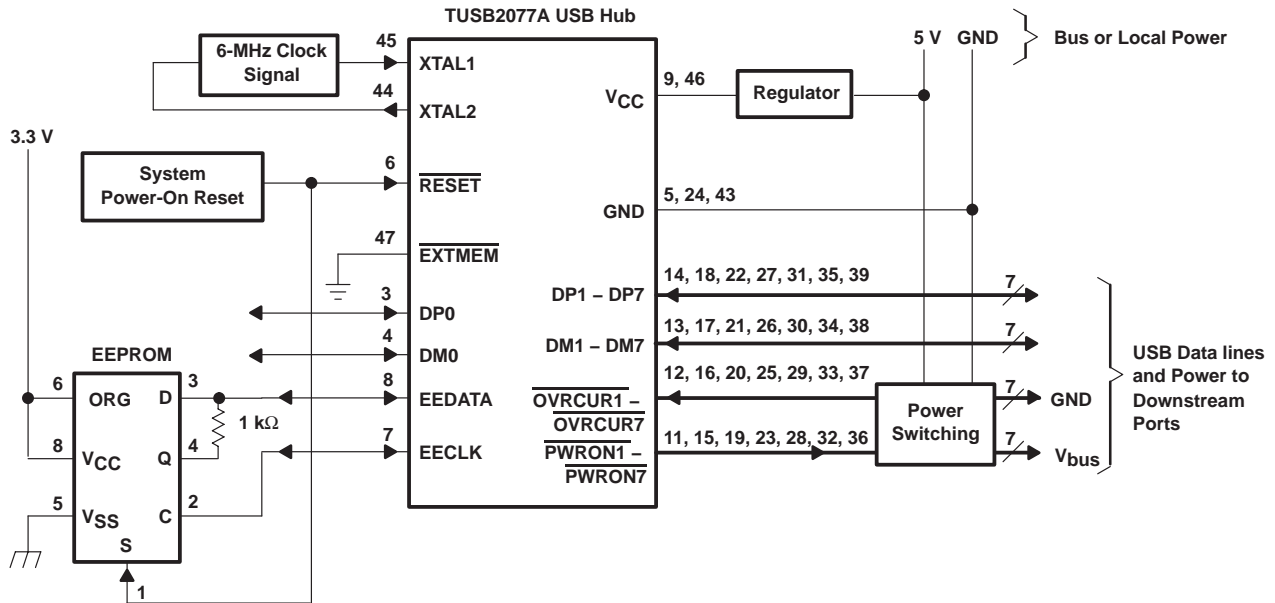 TUSB2077A USB Hub
6-MHz Clock
Signal
45
XTAL1
44
XTAL2
3.3 V
System
Power-On Reset
6
RESET
47
EXTMEM
3
DP0
4
DM0
EEPROM
6
ORG
D
3
8
EEDATA
1 kΩ
8
VCC
Q
4
7
EECLK
5
VSS
C
2
S
1
5 V GND
Bus or Local Power
9, 46
VCC
Regulator
5, 24, 43
GND
14, 18, 22, 27, 31, 35, 39
DP1 – DP7
7
13, 17, 21, 26, 30, 34, 38
DM1 – DM7
7
12, 16, 20, 25, 29, 33, 37
OVRCUR1 –
OVRCUR7
11, 15, 19, 23, 28, 32, 36
PWRON1 –
PWRON7
Power
Switching
7
GND
7
Vbus
USB Data lines
and Power to
Downstream
Ports